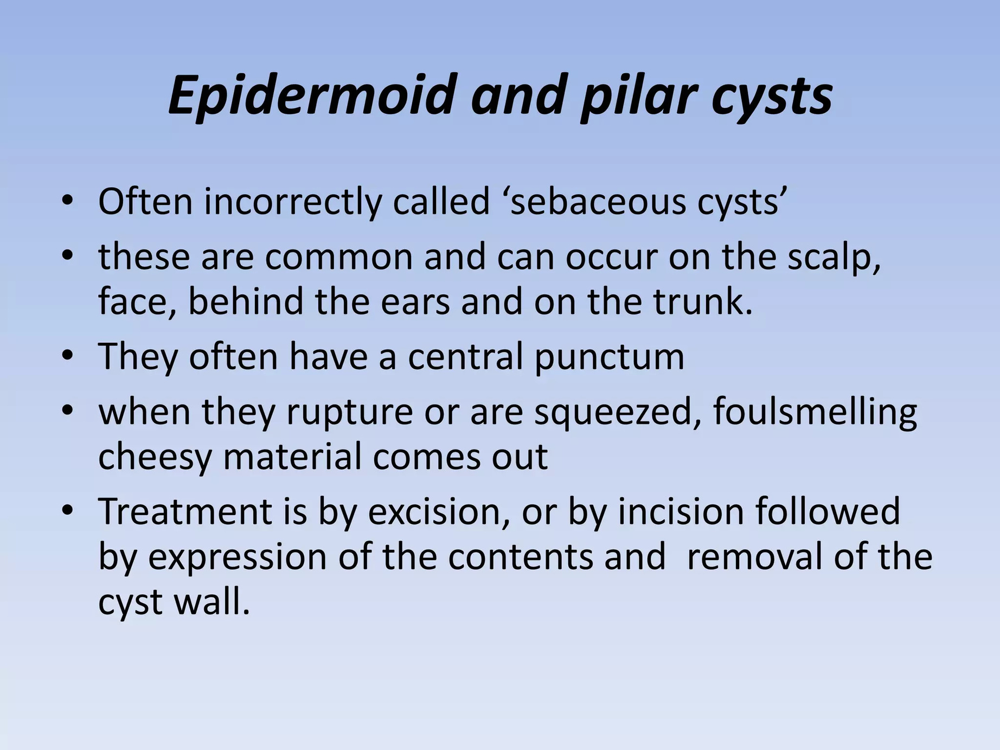 Epidermoid and pilar cysts
• Often incorrectly called ‘sebaceous cysts’
• these are common and can occur on the scalp,
face, behind the ears and on the trunk.
• They often have a central punctum
• when they rupture or are squeezed, foulsmelling
cheesy material comes out
• Treatment is by excision, or by incision followed
by expression of the contents and  removal of the
cyst wall.